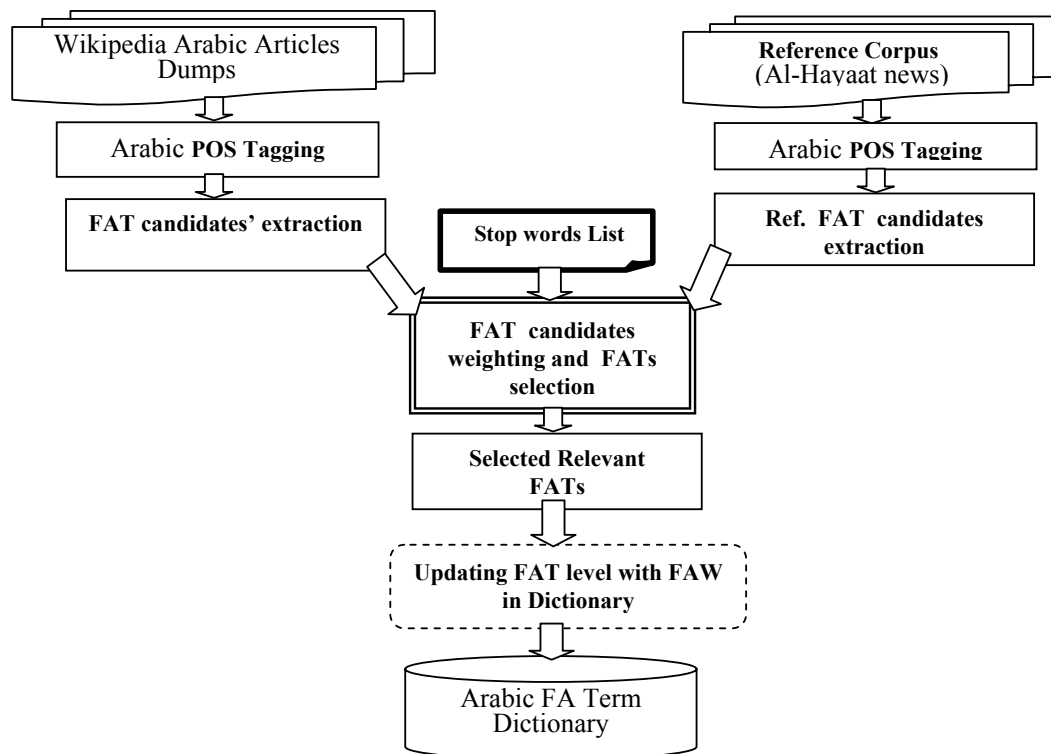 Wikipedia Arabic Articles
Dumps
Reference Corpus
(Al-Hayaat news)
Arabic POS Tagging
Arabic POS Tagging
FAT candidates’ extraction
Stop words List
Ref. FAT candidates
extraction
FAT candidates
weighting and FATs
selection
Selected Relevant
FATs
Updating FAT level with FAW
in Dictionary
Arabic FA Term
Dictionary